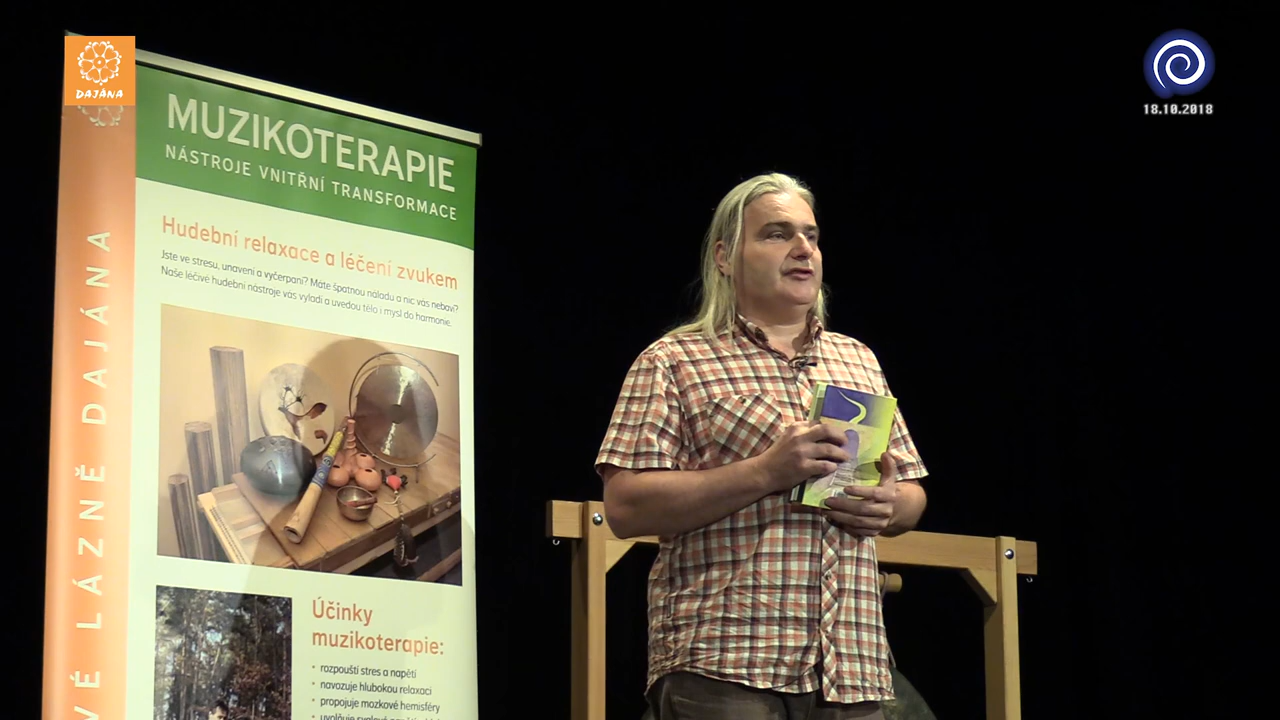 DAJÁNA
18.10.2018
VÉ LÁZNĚ DAJÁNA
MUZIKOTERAPIE
NÁSTROJE VNITŘNÍ TRANSFORMACE
Hudební relaxace a léčení zvukem
Jste ve stresu, unavení a vyčerpaní? Máte špatnou náladu a nic vás nebaví?
Naše léčivé hudební nástroje vás vyladí a uvedou tělo i mysl do harmonie.
Účinky
muzikoterapie:
• rozpouští stres a napětí
• navozuje hlubokou relaxaci
• propojuje mozkové hemisféry